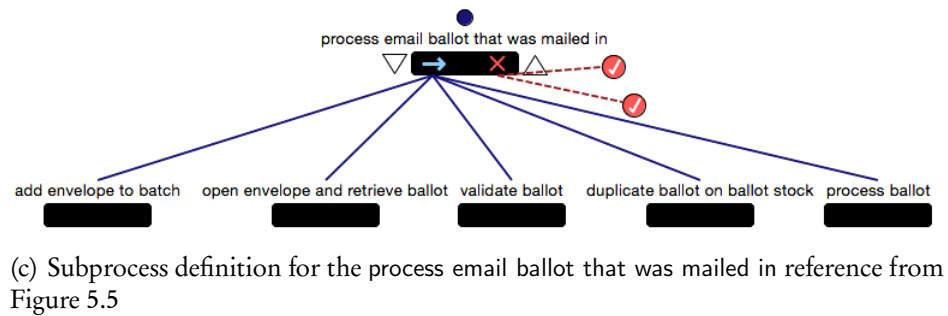 process email ballot that was mailed in
add envelope to batch open envelope and retrieve ballot validate ballot duplicate ballot on ballot stock process ballot
(c) Subprocess definition for the process email ballot that was mailed in reference from
Figure 5.5